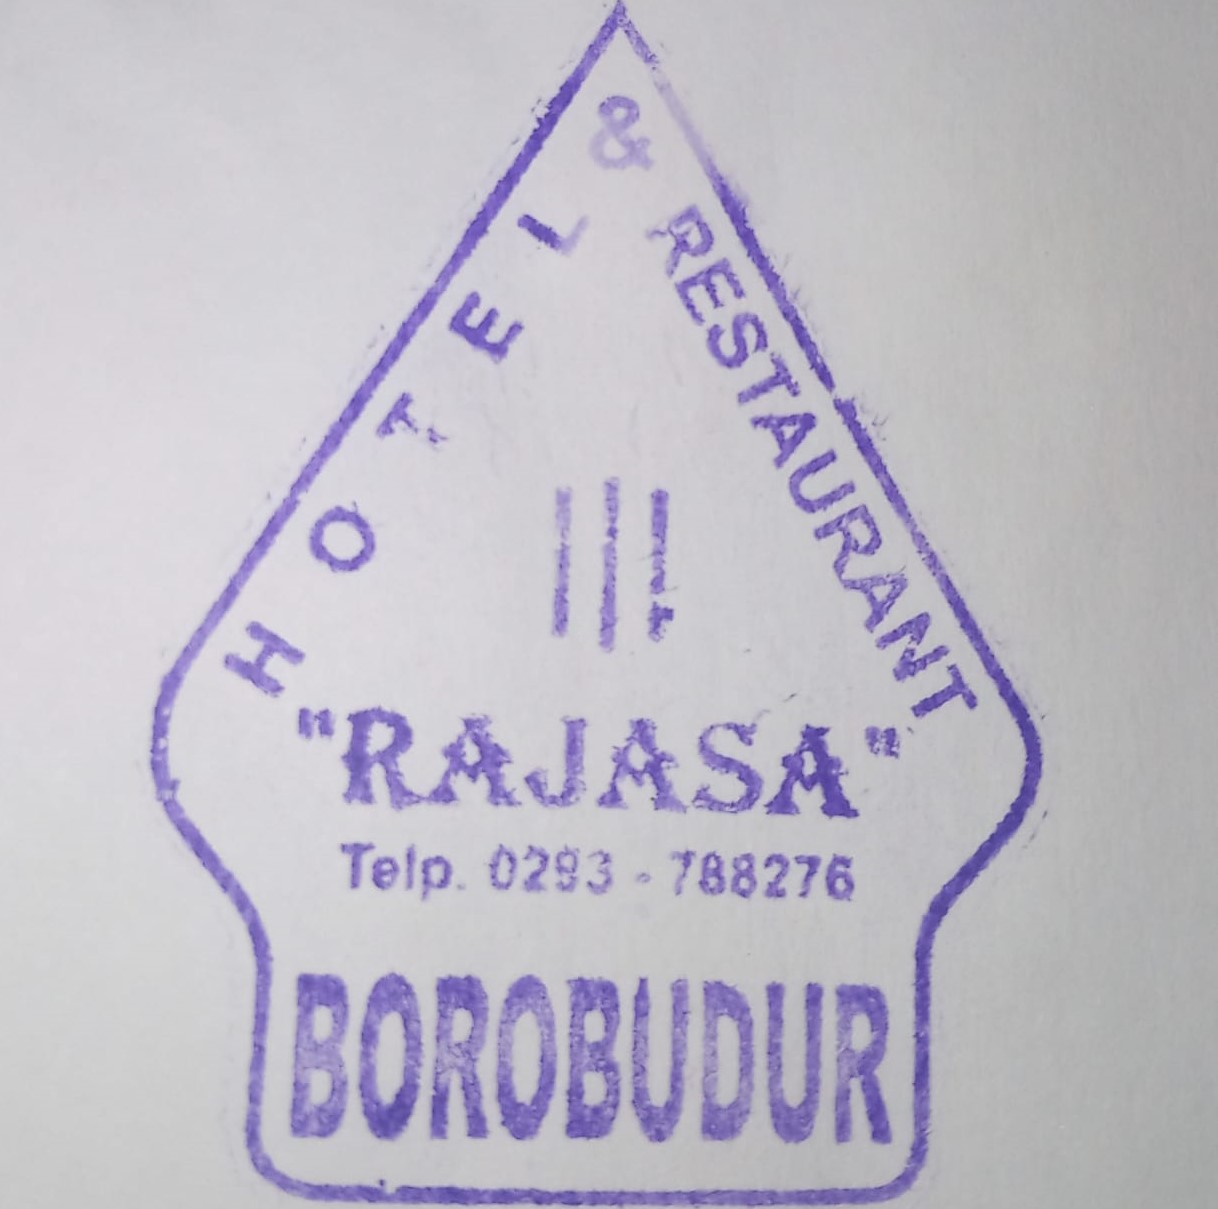 HOTEL & RESTAURANT
"RAJASA"
Telp. 0293 - 788276
BOROBUDUR